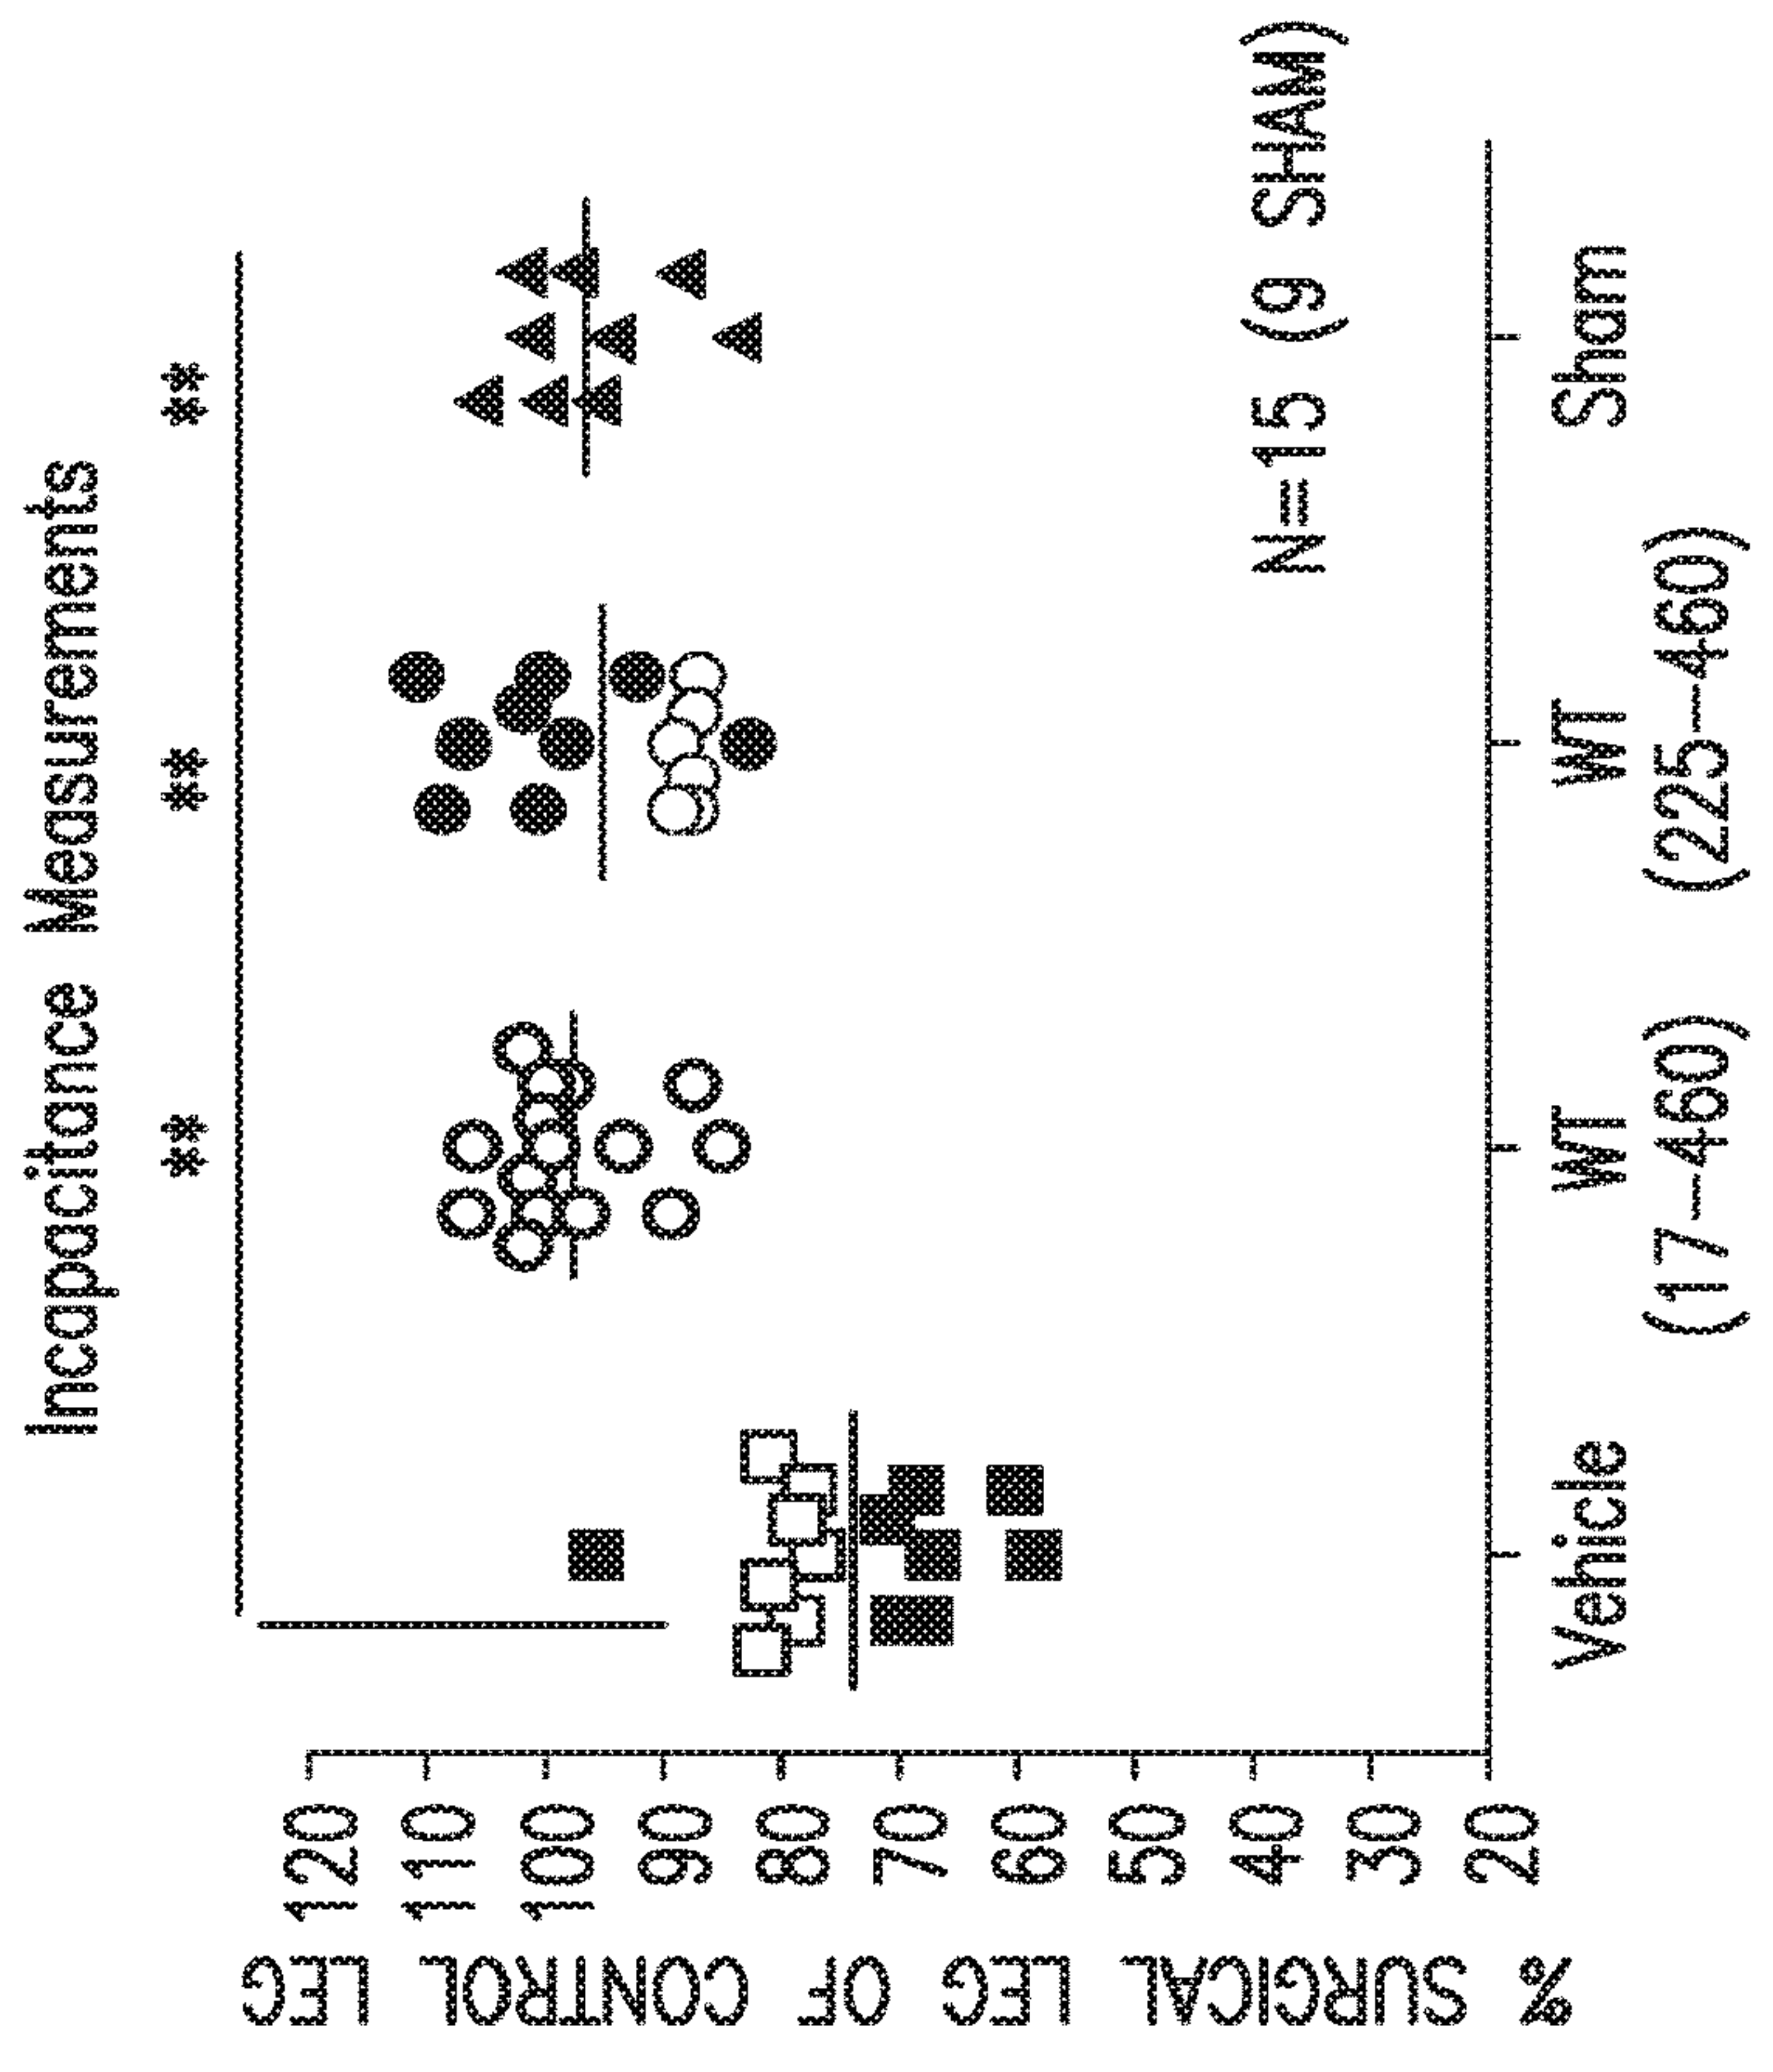 Incapacitance Measurements
** ** **
% SURGICAL LEG OF CONTROL LEG
120
110
100
90
80
70
60
50
40
30
20
N=15 (9 SHAM)
Vehicle WT WT Sham
(17–460) (225–460)